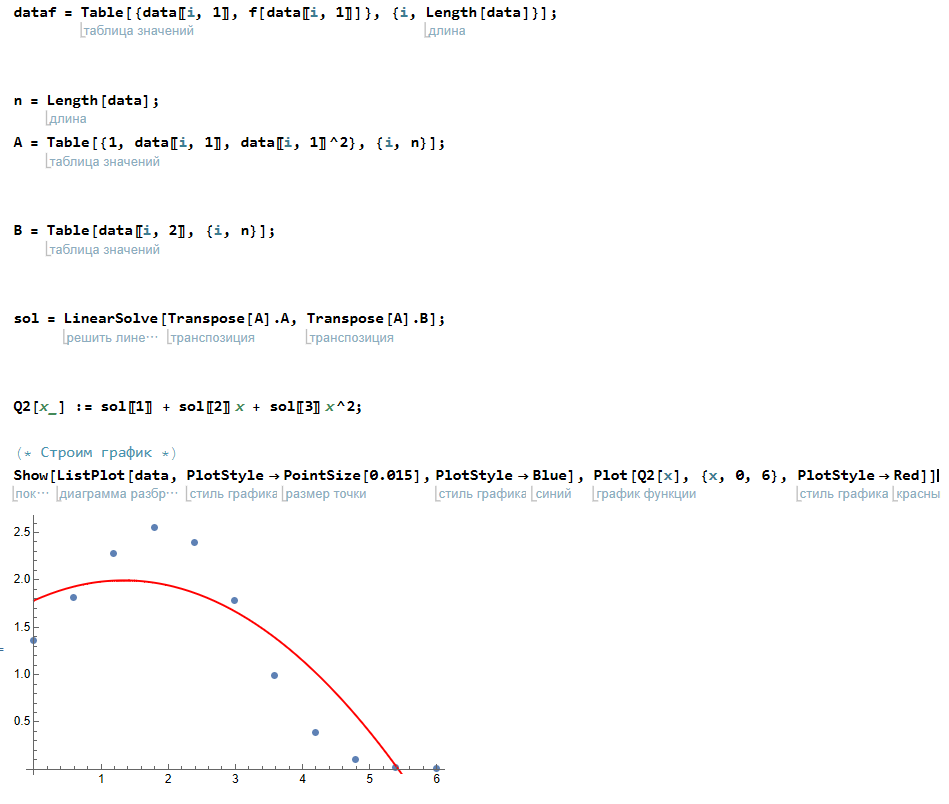 dataf = Table[{data〚i, 1〛, f[data〚i, 1〛]}, {i, Length[data]}];
таблица значений длина
n = Length[data];
длина
A = Table[{1, data〚i, 1〛, data〚i, 1〛^2}, {i, n}];
таблица значений
B = Table[data〚i, 2〛, {i, n}];
таблица значений
sol = LinearSolve[Transpose[A].A, Transpose[A].B];
решить лине⋯ транспозиция транспозиция
Q2[x_] := sol〚1〛 + sol〚2〛 x + sol〚3〛 x^2;
(* Строим график *)
Show[ListPlot[data, PlotStyle → PointSize[0.015], PlotStyle → Blue], Plot[Q2[x], {x, 0, 6}, PlotStyle → Red]]
пок⋯ диаграмма разбр⋯ стиль графика размер точки стиль графика синий график функции стиль графика красны
2.5
2.0
1.5
1.0
0.5
1 2 3 4 5 6